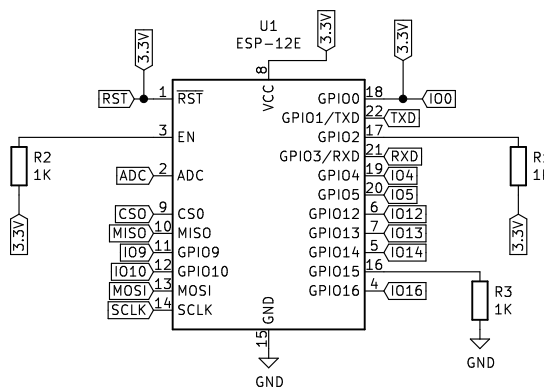 U1
ESP-12E
3.3V
3.3V
3.3V
8
VCC
RST
1
RST
GPIO0
18
IO0
GPIO1/TXD
22
TXD
3
EN
GPIO2
17
GPIO3/RXD
21
RXD
R2
1K
ADC
2
ADC
GPIO4
19
IO4
GPIO5
20
IO5
3.3V
3.3V
CS0
9
CS0
GPIO12
6
IO12
MISO
10
MISO
GPIO13
7
IO13
IO9
11
GPIO9
GPIO14
5
IO14
IO10
12
GPIO10
GPIO15
16
MOSI
13
MOSI
GPIO16
4
IO16
R3
1K
SCLK
14
SCLK
GND
15
GND
GND